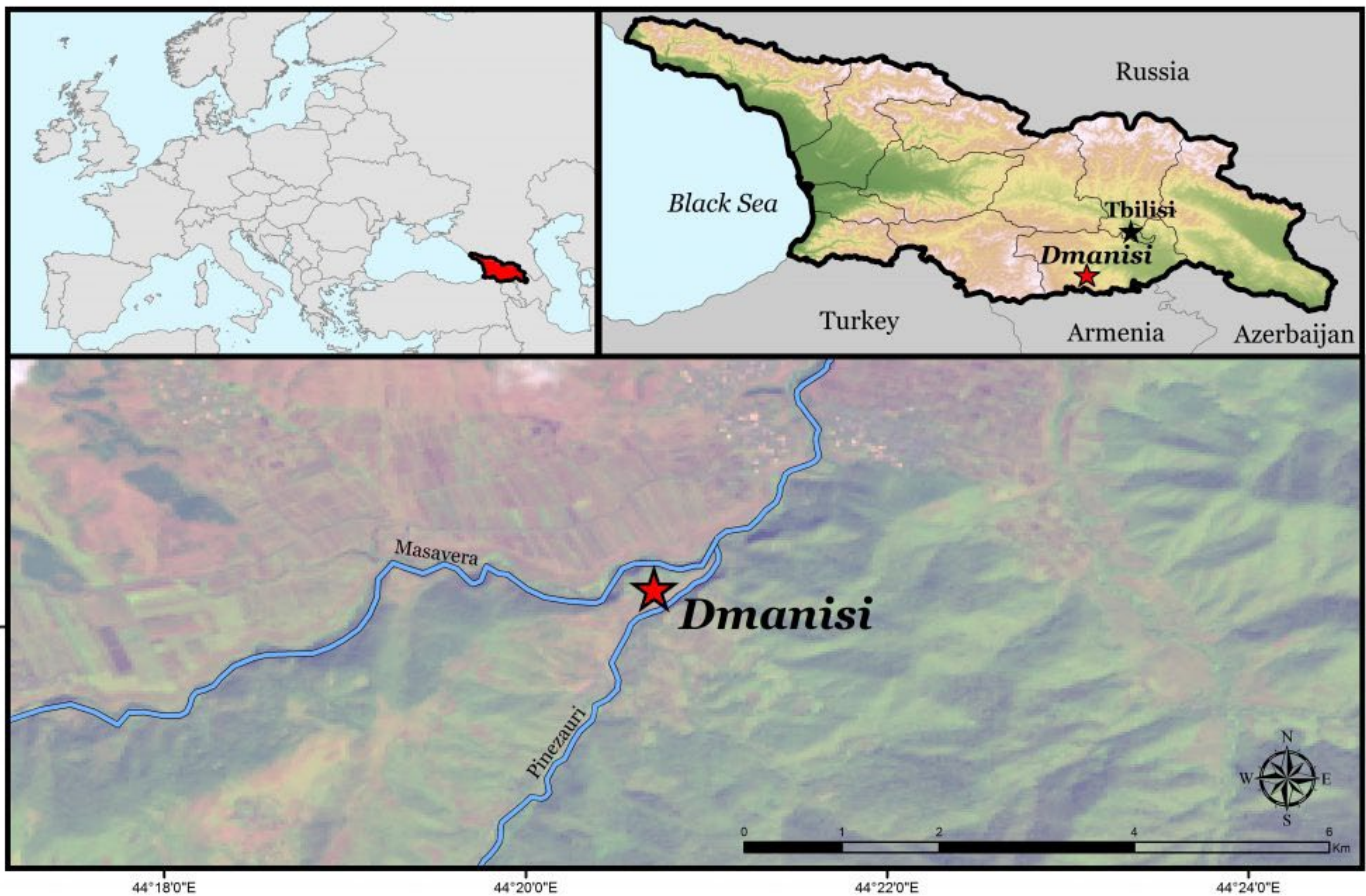 Russia
Black Sea
Tbilisi
Dmanisi
Turkey
Armenia
Azerbaijan
Masavera
Dmanisi
Pinezauri
N
W
E
S
0
1
2
4
6
Km
44°18'0"E
44°20'0"E
44°22'0"E
44°24'0"E